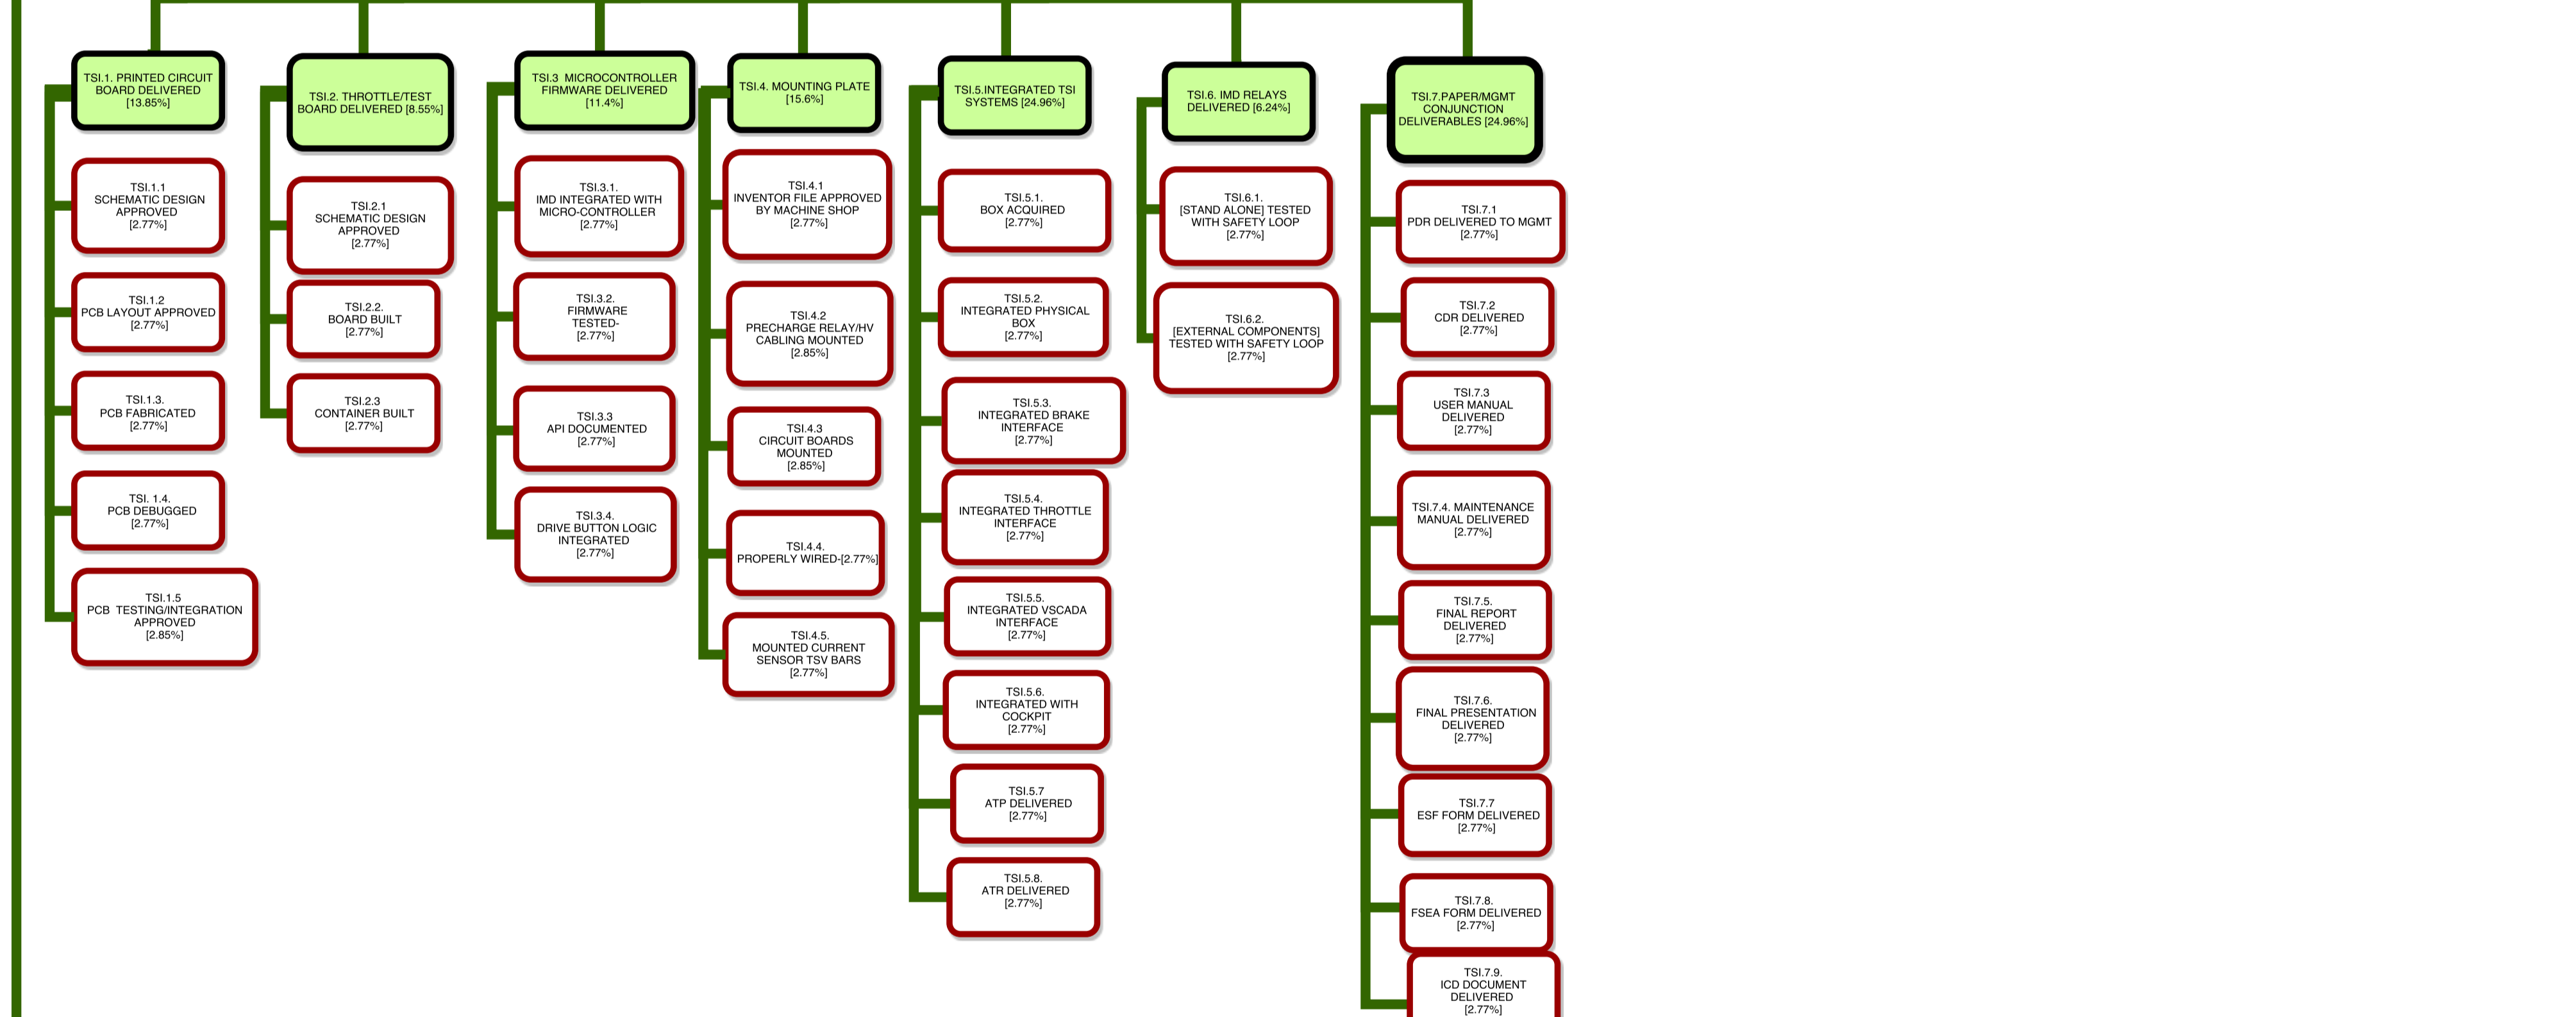 TSI.1. PRINTED CIRCUIT
BOARD DELIVERED
[13.85%]
TSI.1.1
SCHEMATIC DESIGN
APPROVED
[2.77%]
TSI.1.2
PCB LAYOUT APPROVED
[2.77%]
TSI.1.3.
PCB FABRICATED
[2.77%]
TSI. 1.4.
PCB DEBUGGED
[2.77%]
TSI.1.5
PCB TESTING/INTEGRATION
APPROVED
[2.85%]
TSI.2. THROTTLE/TEST
BOARD DELIVERED [8.55%]
TSI.2.1
SCHEMATIC DESIGN
APPROVED
[2.77%]
TSI.2.2.
BOARD BUILT
[2.77%]
TSI.2.3
CONTAINER BUILT
[2.77%]
TSI.3 MICROCONTROLLER
FIRMWARE DELIVERED
[11.4%]
TSI.3.1.
IMD INTEGRATED WITH
MICRO-CONTROLLER
[2.77%]
TSI.3.2.
FIRMWARE
TESTED-
[2.77%]
TSI.3.3
API DOCUMENTED
[2.77%]
TSI.3.4.
DRIVE BUTTON LOGIC
INTEGRATED
[2.77%]
TSI.4. MOUNTING PLATE
[15.6%]
TSI.4.1
INVENTOR FILE APPROVED
BY MACHINE SHOP
[2.77%]
TSI.4.2
PRECHARGE RELAY/HV
CABLING MOUNTED
[2.85%]
TSI.4.3
CIRCUIT BOARDS
MOUNTED
[2.85%]
TSI.4.4.
PROPERLY WIRED-[2.77%]
TSI.4.5.
MOUNTED CURRENT
SENSOR TSV BARS
[2.77%]
TSI.5.INTEGRATED TSI
SYSTEMS [24.96%]
TSI.5.1.
BOX ACQUIRED
[2.77%]
TSI.5.2.
INTEGRATED PHYSICAL
BOX
[2.77%]
TSI.5.3.
INTEGRATED BRAKE
INTERFACE
[2.77%]
TSI.5.4.
INTEGRATED THROTTLE
INTERFACE
[2.77%]
TSI.5.5.
INTEGRATED VSCADA
INTERFACE
[2.77%]
TSI.5.6.
INTEGRATED WITH
COCKPIT
[2.77%]
TSI.5.7
ATP DELIVERED
[2.77%]
TSI.5.8.
ATR DELIVERED
[2.77%]
TSI.6. IMD RELAYS
DELIVERED [6.24%]
TSI.6.1.
[STAND ALONE] TESTED
WITH SAFETY LOOP
[2.77%]
TSI.6.2.
[EXTERNAL COMPONENTS]
TESTED WITH SAFETY LOOP
[2.77%]
TSI.7.PAPER/MGMT
CONJUNCTION
DELIVERABLES [24.96%]
TSI.7.1
PDR DELIVERED TO MGMT
[2.77%]
TSI.7.2
CDR DELIVERED
[2.77%]
TSI.7.3
USER MANUAL
DELIVERED
[2.77%]
TSI.7.4. MAINTENANCE
MANUAL DELIVERED
[2.77%]
TSI.7.5.
FINAL REPORT
DELIVERED
[2.77%]
TSI.7.6.
FINAL PRESENTATION
DELIVERED
[2.77%]
TSI.7.7
ESF FORM DELIVERED
[2.77%]
TSI.7.8.
FSEA FORM DELIVERED
[2.77%]
TSI.7.9.
ICD DOCUMENT
DELIVERED
[2.77%]